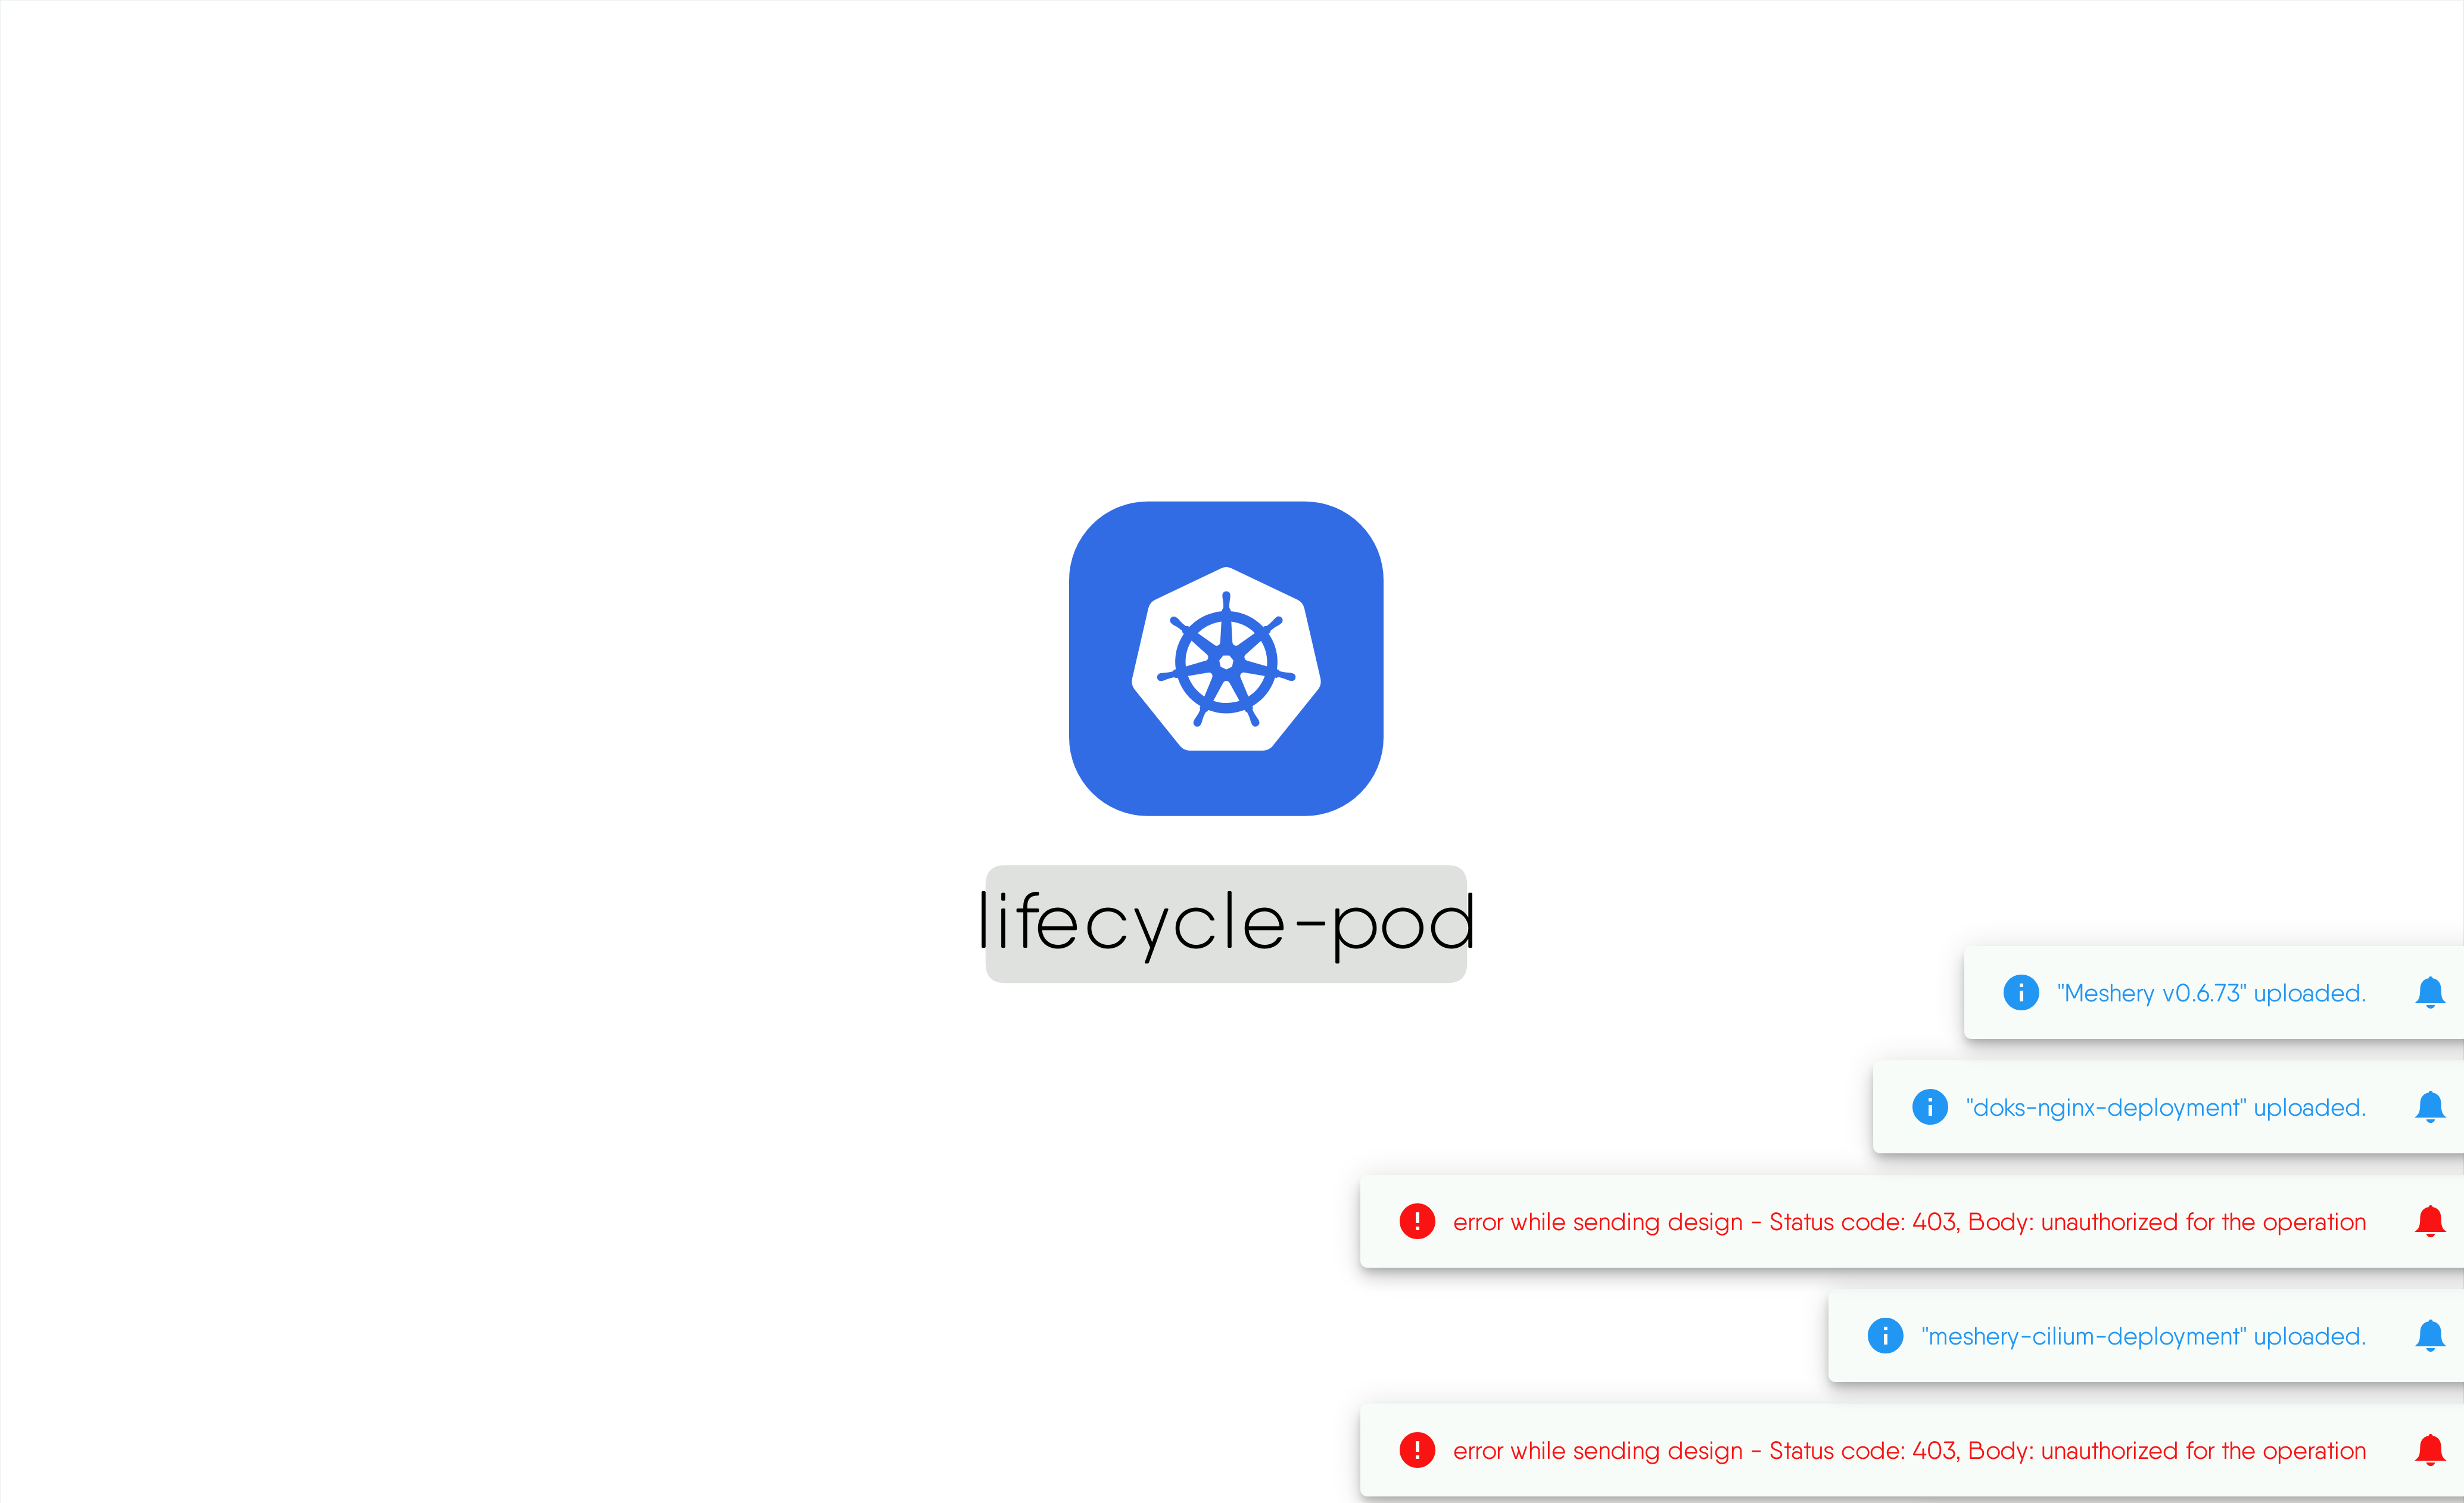 lifecycle-pod
"Meshery v0.6.73" uploaded.
"doks-nginx-deployment" uploaded.
error while sending design - Status code: 403, Body: unauthorized for the operation
"meshery-cilium-deployment" uploaded.
error while sending design - Status code: 403, Body: unauthorized for the operation